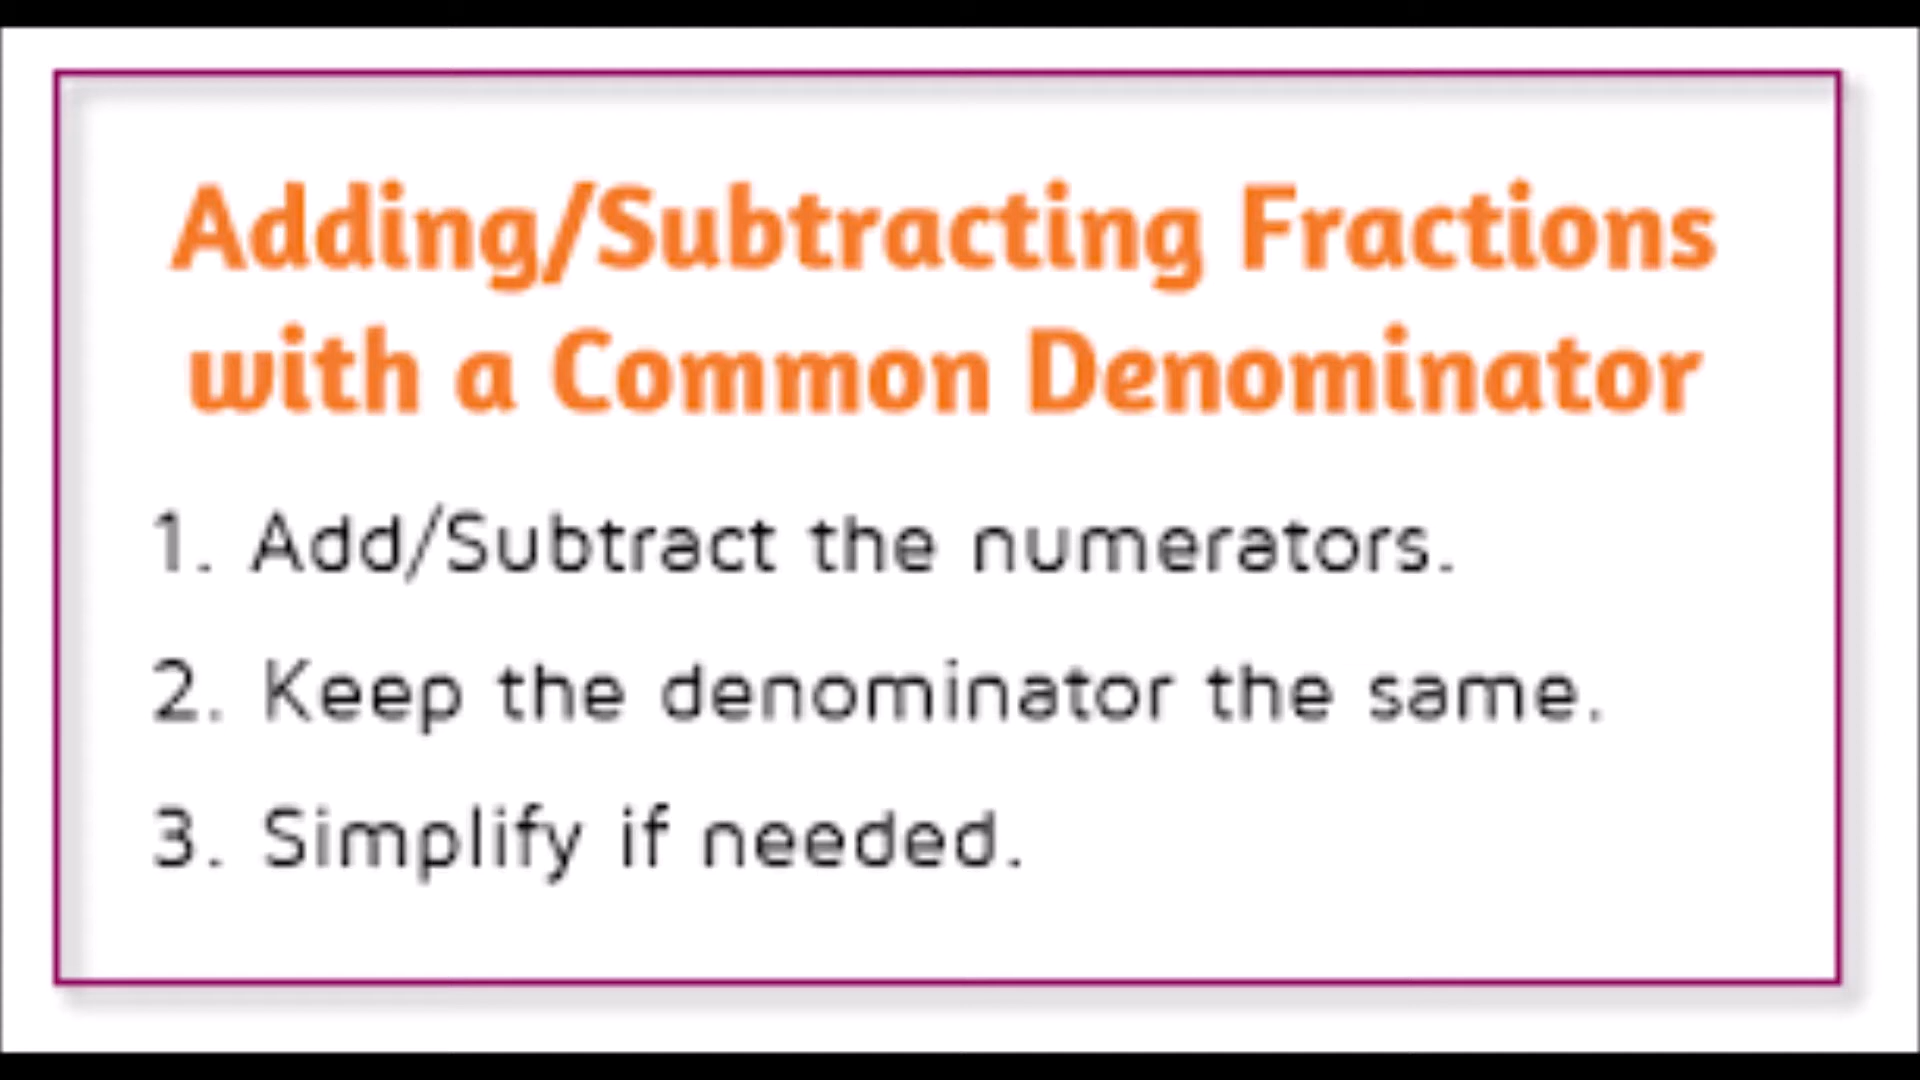 Adding/Subtracting Fractions
with a Common Denominator
1. Add/Subtract the numerators.
2. Keep the denominator the same.
3. Simplify if needed.